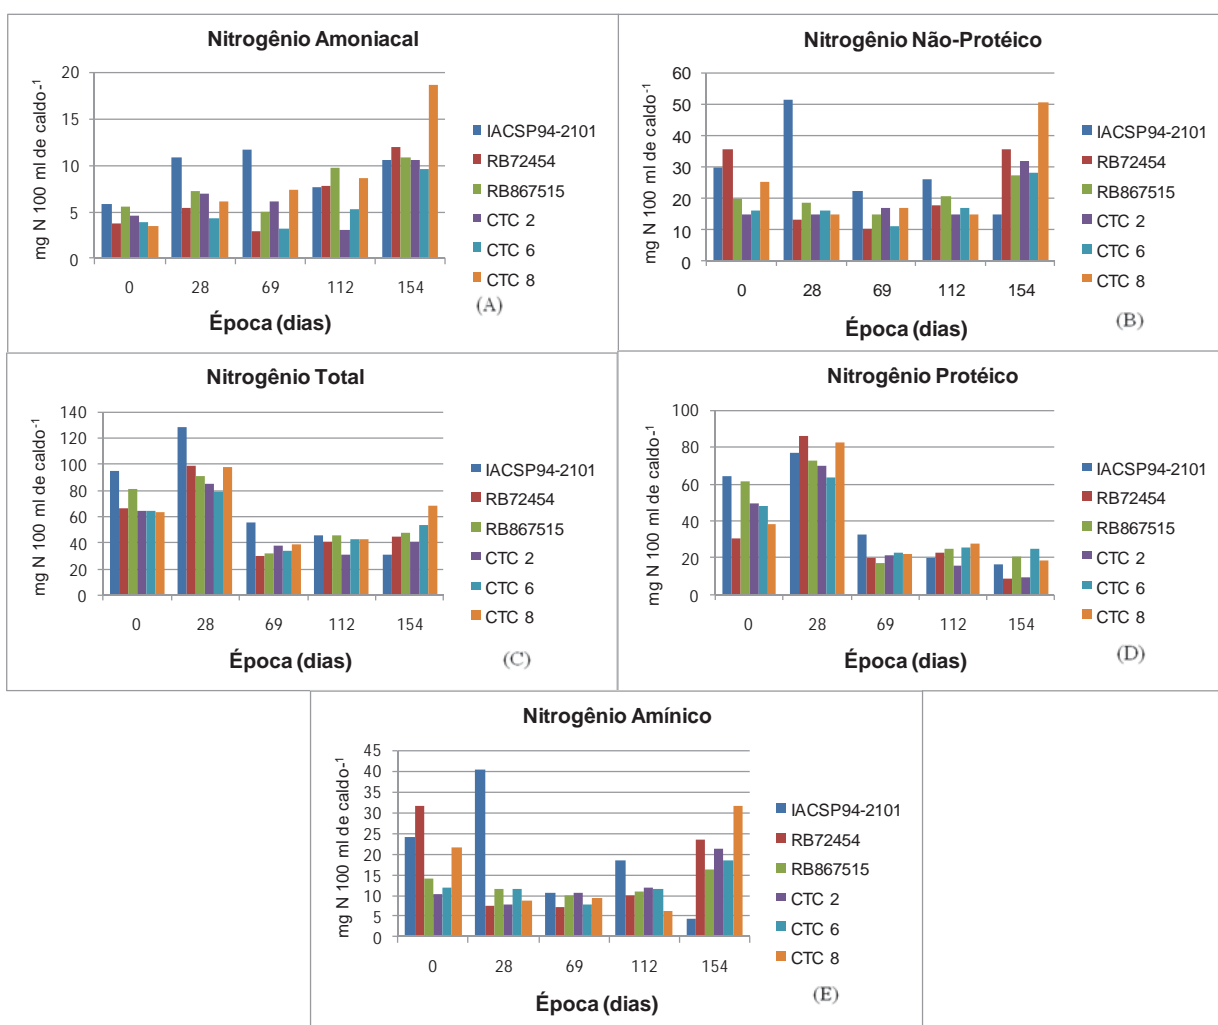 Nitrogênio Amoniacal
mg N 100 ml de caldo-1
20
15
10
5
0
0 28 69 112 154
Época (dias)
IACSP94-2101
RB72454
RB867515
CTC 2
CTC 6
CTC 8
(A)
Nitrogênio Não-Protéico
mg N 100 ml de caldo-1
60
50
40
30
20
10
0
0 28 69 112 154
Época (dias)
IACSP94-2101
RB72454
RB867515
CTC 2
CTC 6
CTC 8
(B)
Nitrogênio Total
mg N 100 ml de caldo-1
140
120
100
80
60
40
20
0
0 28 69 112 154
Época (dias)
IACSP94-2101
RB72454
RB867515
CTC 2
CTC 6
CTC 8
(C)
Nitrogênio Protéico
mg N 100 ml de caldo-1
100
80
60
40
20
0
0 28 69 112 154
Época (dias)
IACSP94-2101
RB72454
RB867515
CTC 2
CTC 6
CTC 8
(D)
Nitrogênio Amínico
mg N 100 ml de caldo-1
45
40
35
30
25
20
15
10
5
0
0 28 69 112 154
Época (dias)
IACSP94-2101
RB72454
RB867515
CTC 2
CTC 6
CTC 8
(E)